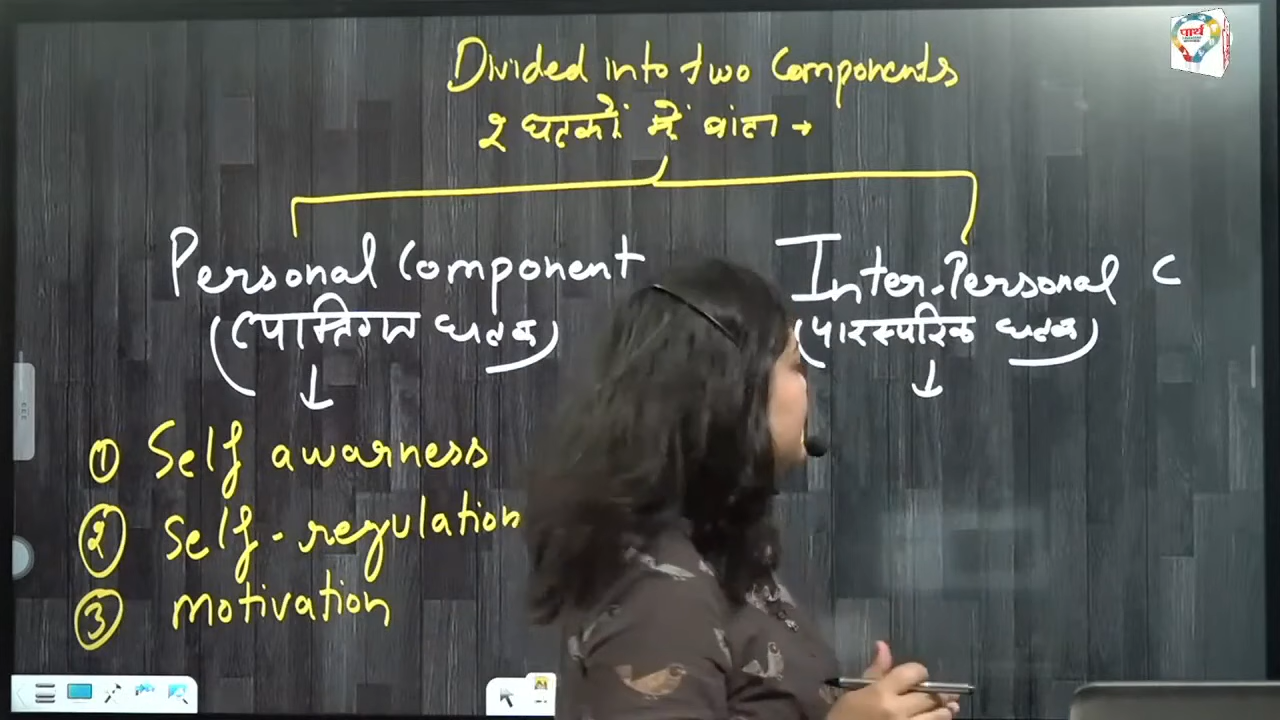 Divided into two Components
२ घटकों में बांटा →
Personal Component
(व्यक्तिगत घटक)
Inter-Personal C
(पारस्परिक घटक)
① Self awarness
② Self-regulation
③ motivation
पार्थ